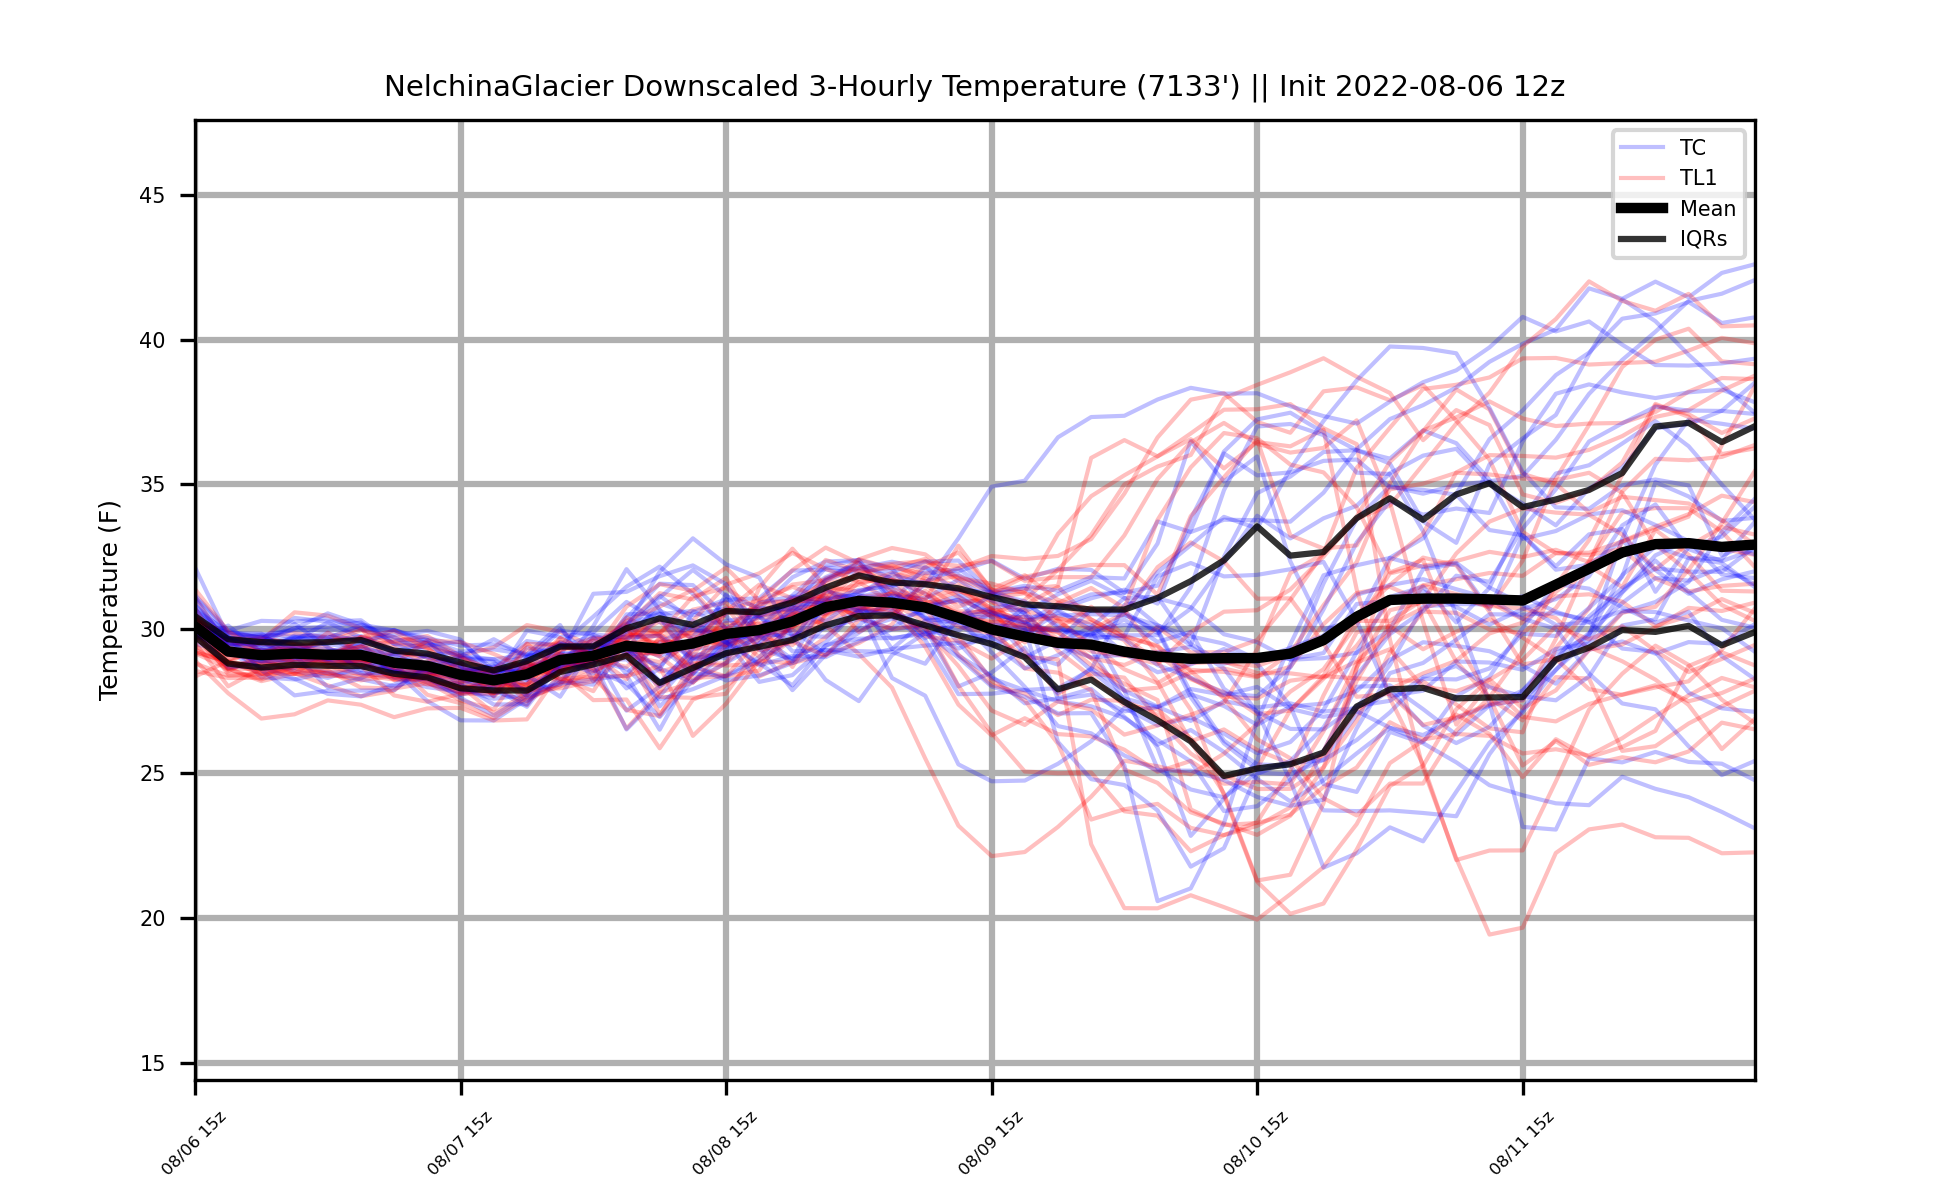 NelchinaGlacier Downscaled 3-Hourly Temperature (7133') || Init 2022-08-06 12z
TC
TL1
Mean
IQRs
Temperature (F)
45
40
35
30
25
20
15
08/06 15z
08/07 15z
08/08 15z
08/09 15z
08/10 15z
08/11 15z